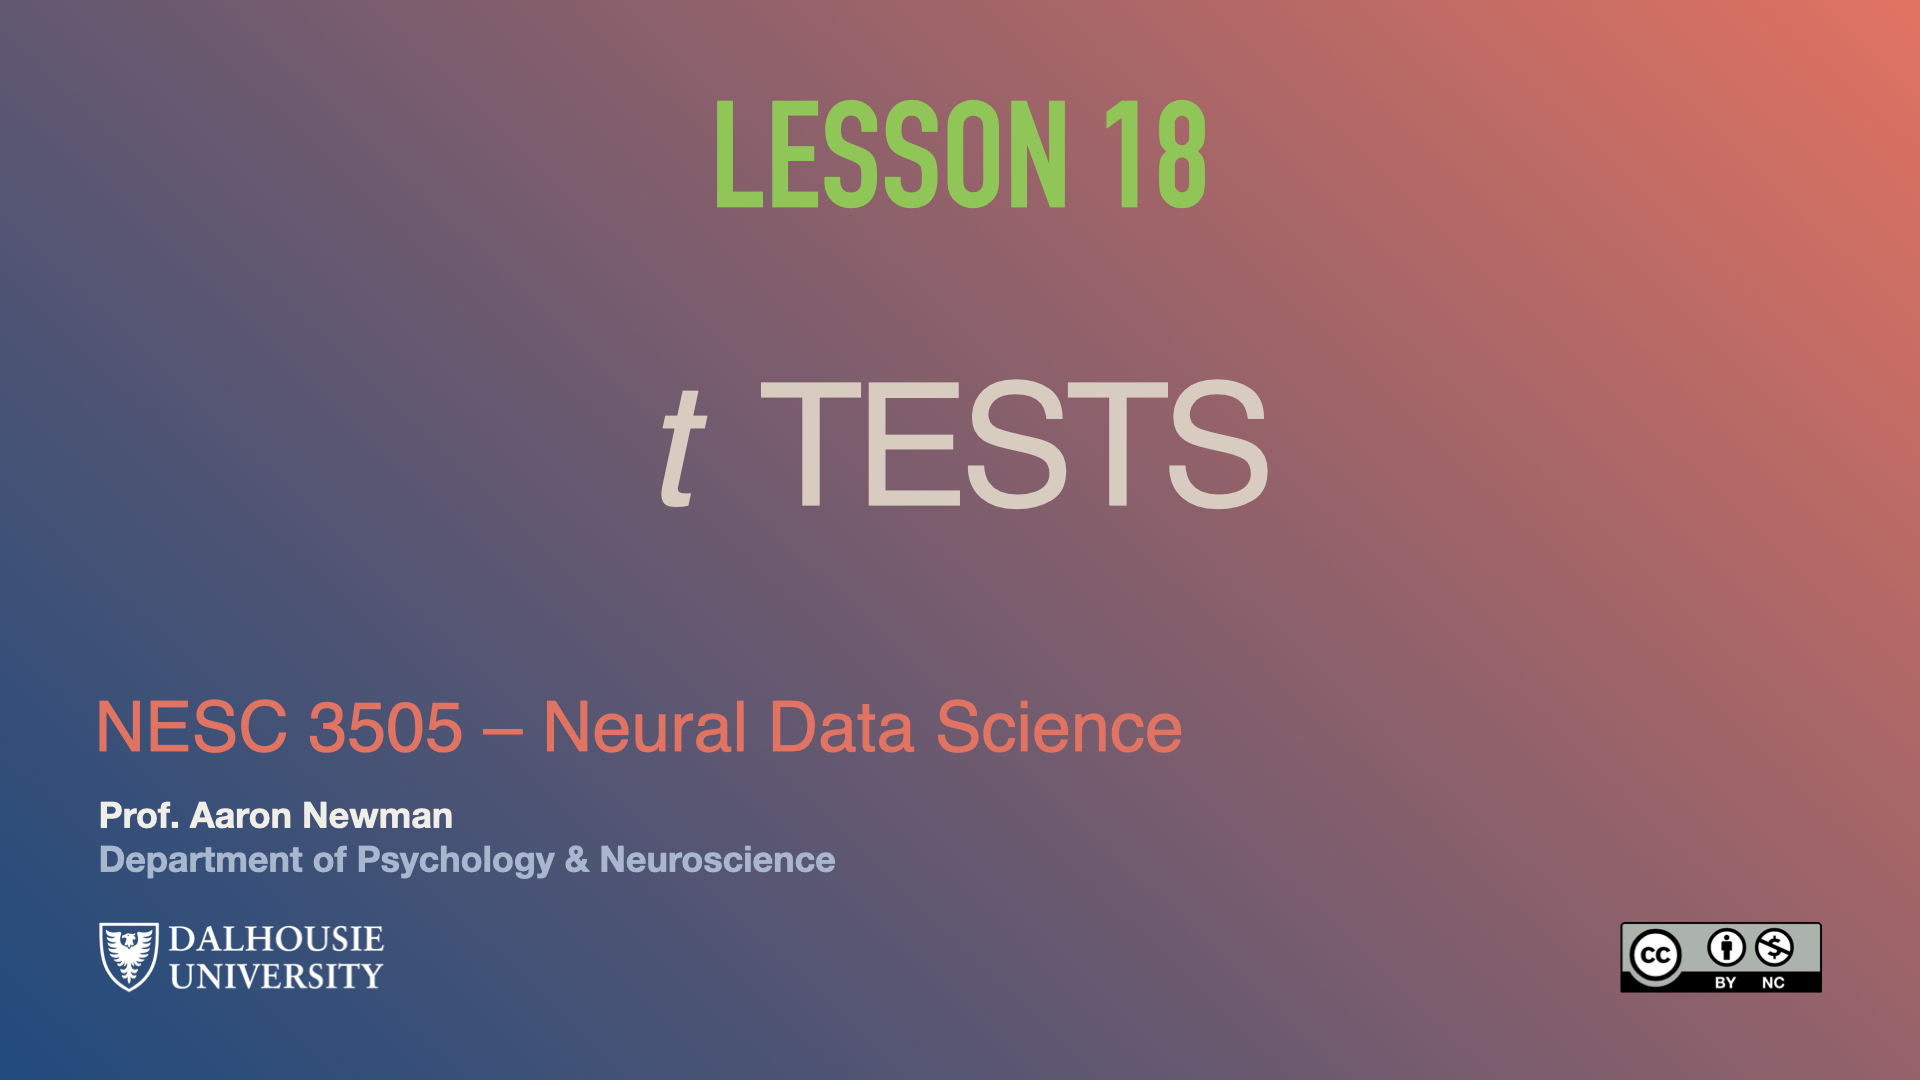 LESSON 18
t TESTS
NESC 3505 – Neural Data Science
Prof. Aaron Newman
Department of Psychology & Neuroscience
DALHOUSIE
UNIVERSITY
CC
BY NC